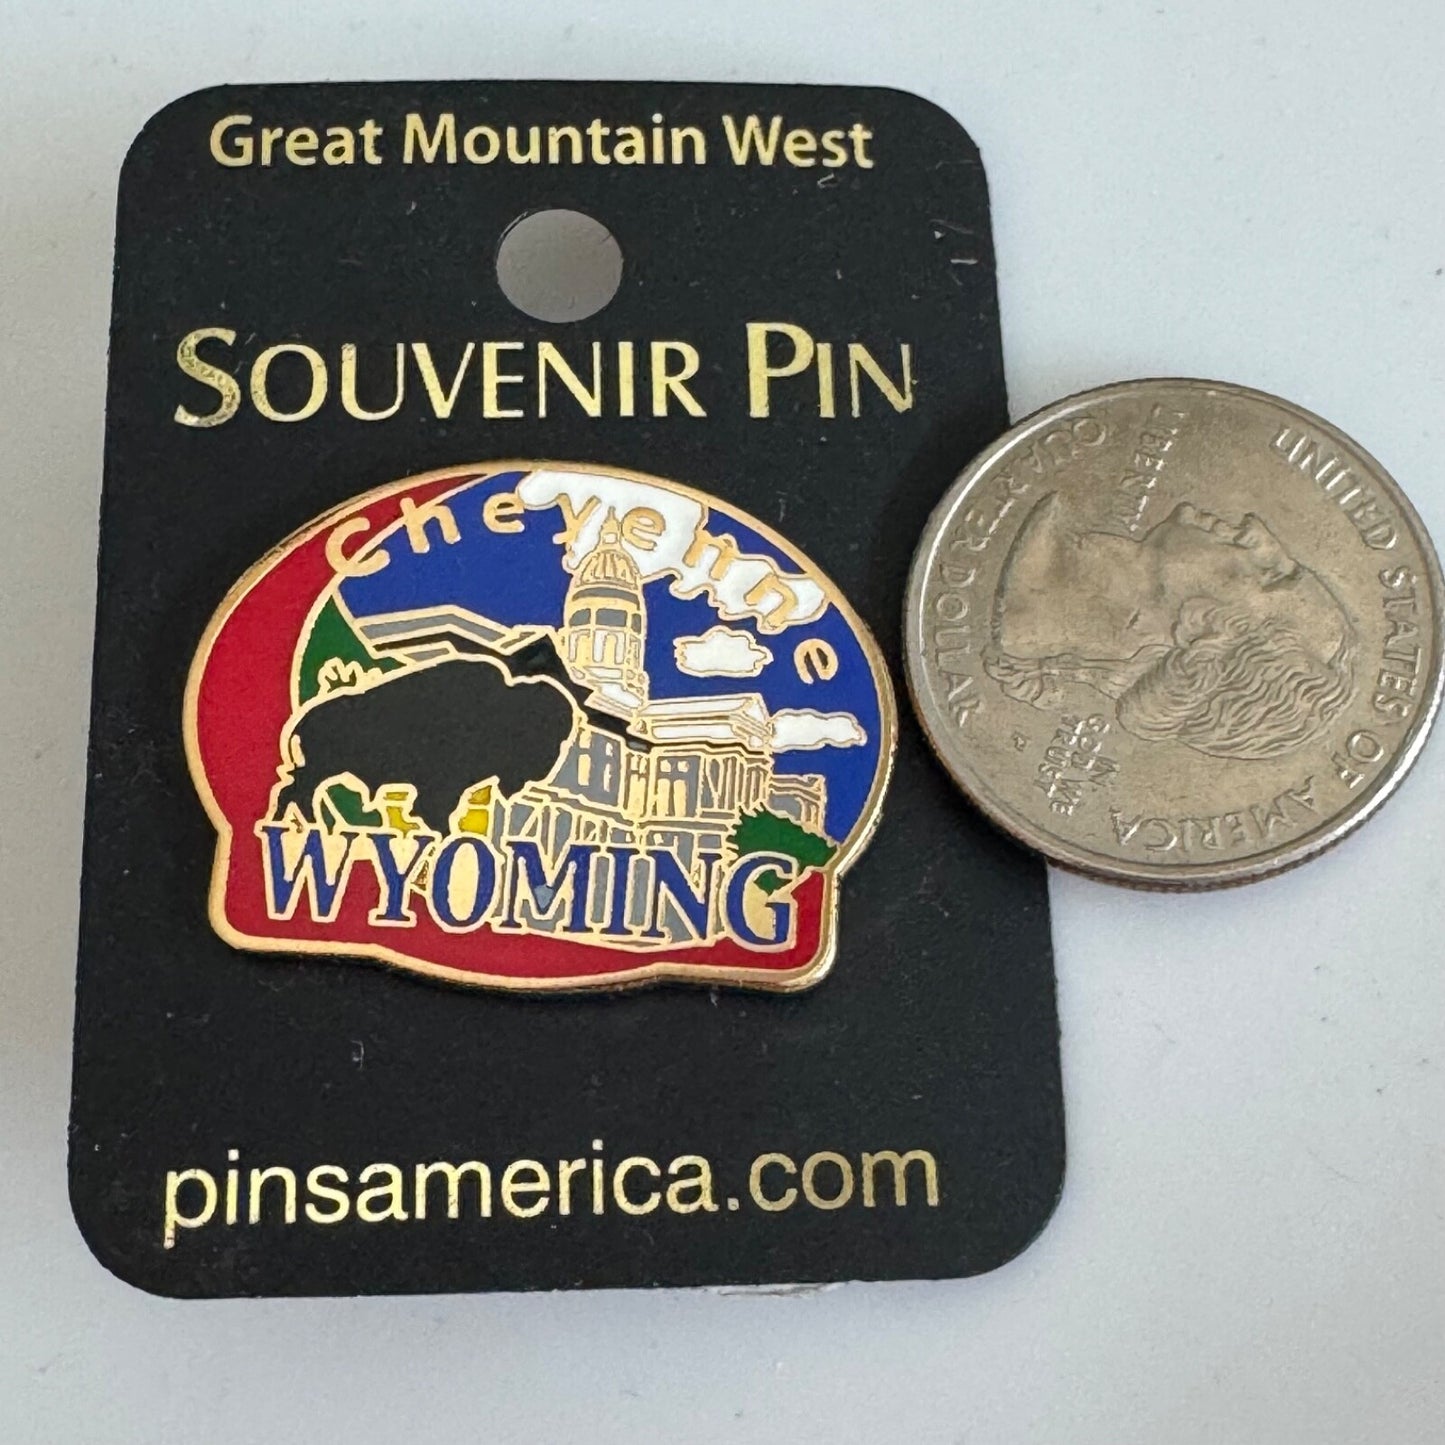 Great Mountain West
SOUVENIR PIN
Cheyenne
WYOMING
pinsamerica.com
UNITED STATES OF AMERICA
LIBERTY
IN
GOD WE
TRUST
P
QUARTER DOLLAR